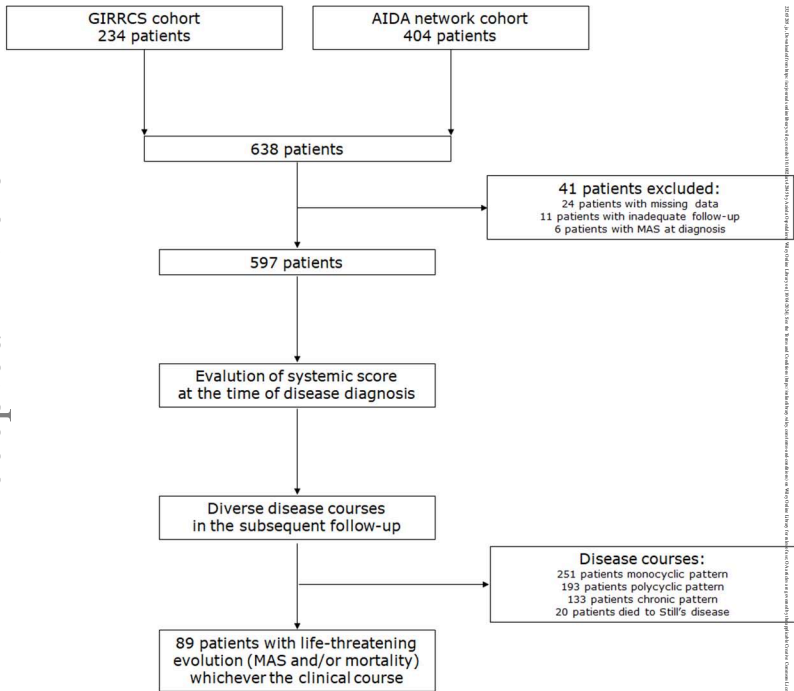 GIRRCS cohort
234 patients
AIDA network cohort
404 patients
638 patients
41 patients excluded:
24 patients with missing data
11 patients with inadequate follow-up
6 patients with MAS at diagnosis
597 patients
Evalution of systemic score
at the time of disease diagnosis
Diverse disease courses
in the subsequent follow-up
Disease courses:
251 patients monocyclic pattern
193 patients polycyclic pattern
133 patients chronic pattern
20 patients died to Still's disease
89 patients with life-threatening
evolution (MAS and/or mortality)
whichever the clinical course